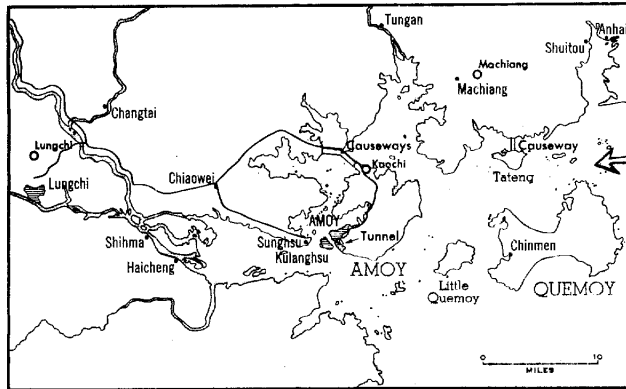 Tungan
Anhai
Shuitou
Machiang
Machiang
Changtai
Causeways
Causeway
Lungchi
Kaochi
Tateng
Chiaowei
Lungchi
AMOY
Shihma
Sunghsu
Tunnel
Kulanghsu
Haicheng
AMOY
Chinmen
Little
Quemoy
QUEMOY
0 10
MILES